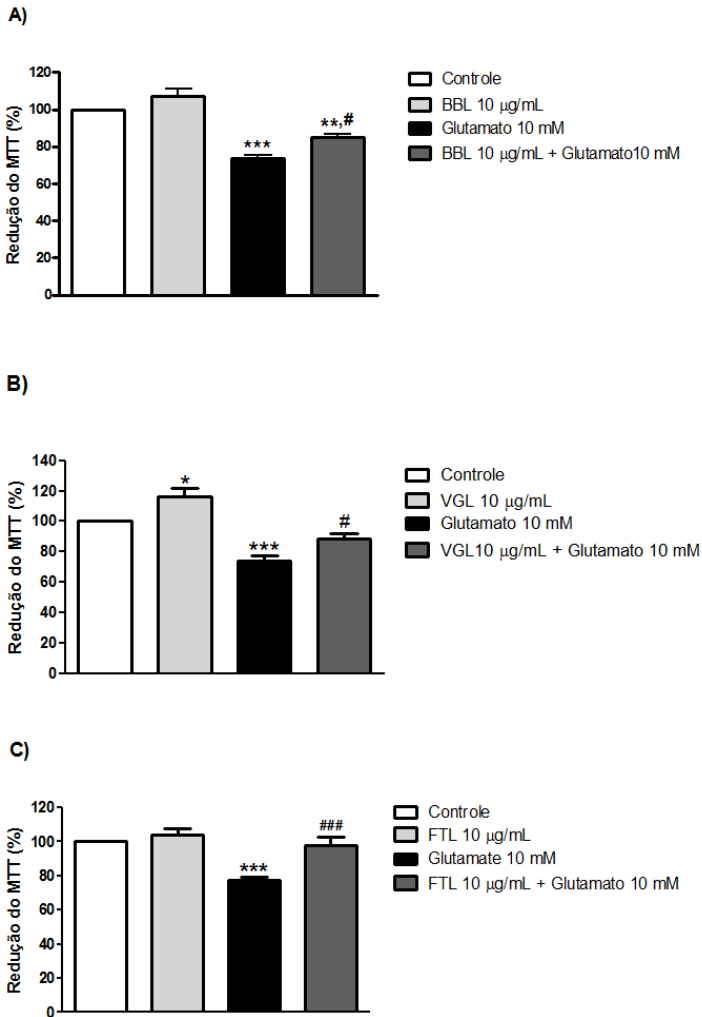 A)
Redução do MTT (%)
120
100
80
60
40
20
0
***
**,#
Controle
BBL 10 μg/mL
Glutamato 10 mM
BBL 10 μg/mL + Glutamato10 mM
B)
Redução do MTT (%)
140
120
100
80
60
40
20
0
*
***
#
Controle
VGL 10 μg/mL
Glutamato 10 mM
VGL10 μg/mL + Glutamato 10 mM
C)
Redução do MTT (%)
120
100
80
60
40
20
0
***
###
Controle
FTL 10 μg/mL
Glutamate 10 mM
FTL 10 μg/mL + Glutamato 10 mM